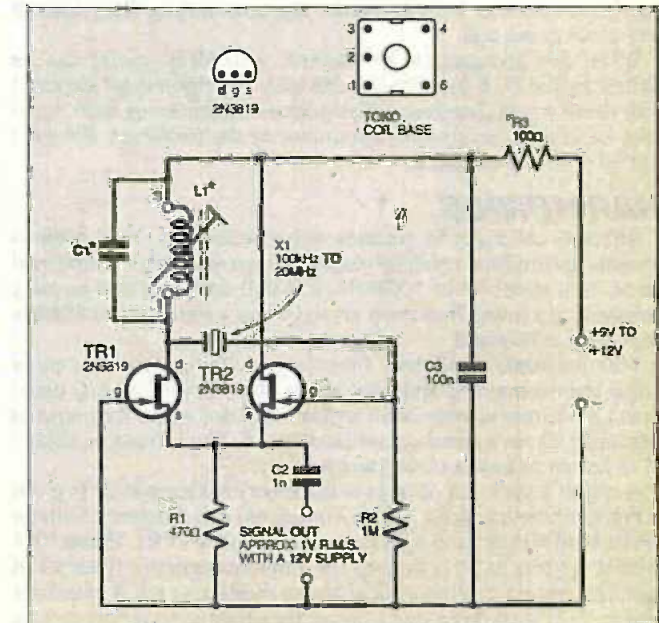 3 4
2
1 5
d g s
2N3819
TOKO
COIL BASE
R3
100Ω
L1*
C1*
X1
100kHz TO
20MHz
+9V TO
+12V
TR1
2N3819
TR2
2N3819
d
d
g
g
s
s
C3
100n
C2
1n
R1
470Ω
R2
1M
SIGNAL OUT
APPROX 1V R.M.S.
WITH A 12V SUPPLY